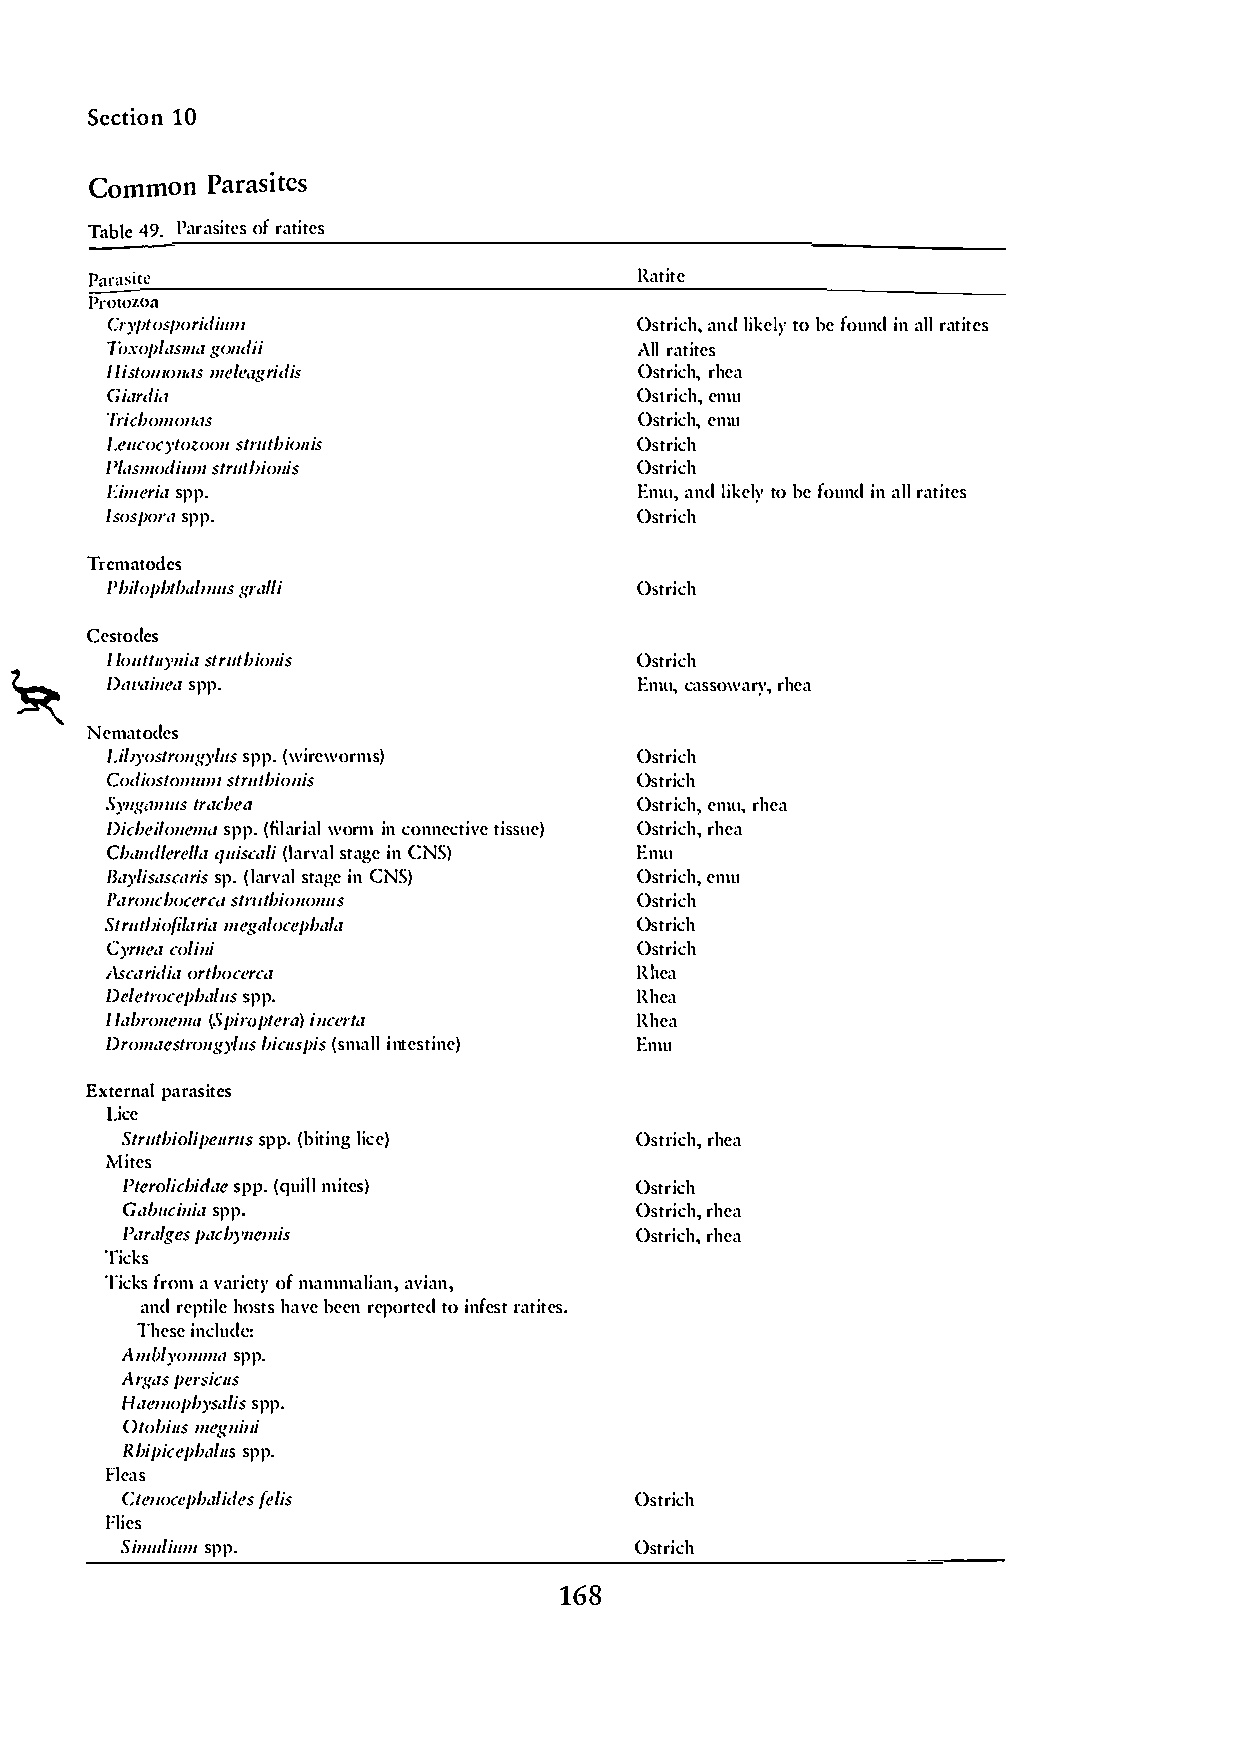 Section 10
Common Parasites
Table 49. Parasites of ratites
Parasite Ratite
Protozoa
Cryptosporidium Ostrich, and likely to be found in all ratites
Toxoplasma gondii All ratites
Histomonas meleagridis Ostrich, rhea
Giardia Ostrich, emu
Trichomonas Ostrich, emu
Leucocytozoon struthionis Ostrich
Plasmodium struthionis Ostrich
Eimeria spp. Emu, and likely to be found in all ratites
Isospora spp. Ostrich
Trematodes
Philophthalmus gralli Ostrich
Cestodes
Houttuynia struthionis Ostrich
Davainea spp. Emu, cassowary, rhea
Nematodes
Libyostrongylus spp. (wireworms) Ostrich
Codiostomum struthionis Ostrich
Syngamus trachea Ostrich, emu, rhea
Dicheilonema spp. (filarial worm in connective tissue) Ostrich, rhea
Chandlerella quiscali (larval stage in CNS) Emu
Baylisascaris sp. (larval stage in CNS) Ostrich, emu
Paronchocerca struthiononus Ostrich
Struthiofilaria megalocephala Ostrich
Cyrnea colini Ostrich
Ascaridia orthocerca Rhea
Deletrocephalus spp. Rhea
Habronema (Spiroptera) incerta Rhea
Dromaestrongylus bicuspis (small intestine) Emu
External parasites
Lice
Struthiolipeurus spp. (biting lice) Ostrich, rhea
Mites
Pterolichidae spp. (quill mites) Ostrich
Gabucinia spp. Ostrich, rhea
Paralges pachynemis Ostrich, rhea
Ticks
Ticks from a variety of mammalian, avian,
and reptile hosts have been reported to infest ratites.
These include:
Amblyomma spp.
Argas persicus
Haemophysalis spp.
Otobius megnini
Rhipicephalus spp.
Fleas
Ctenocephalides felis Ostrich
Flies
Simulium spp. Ostrich
168